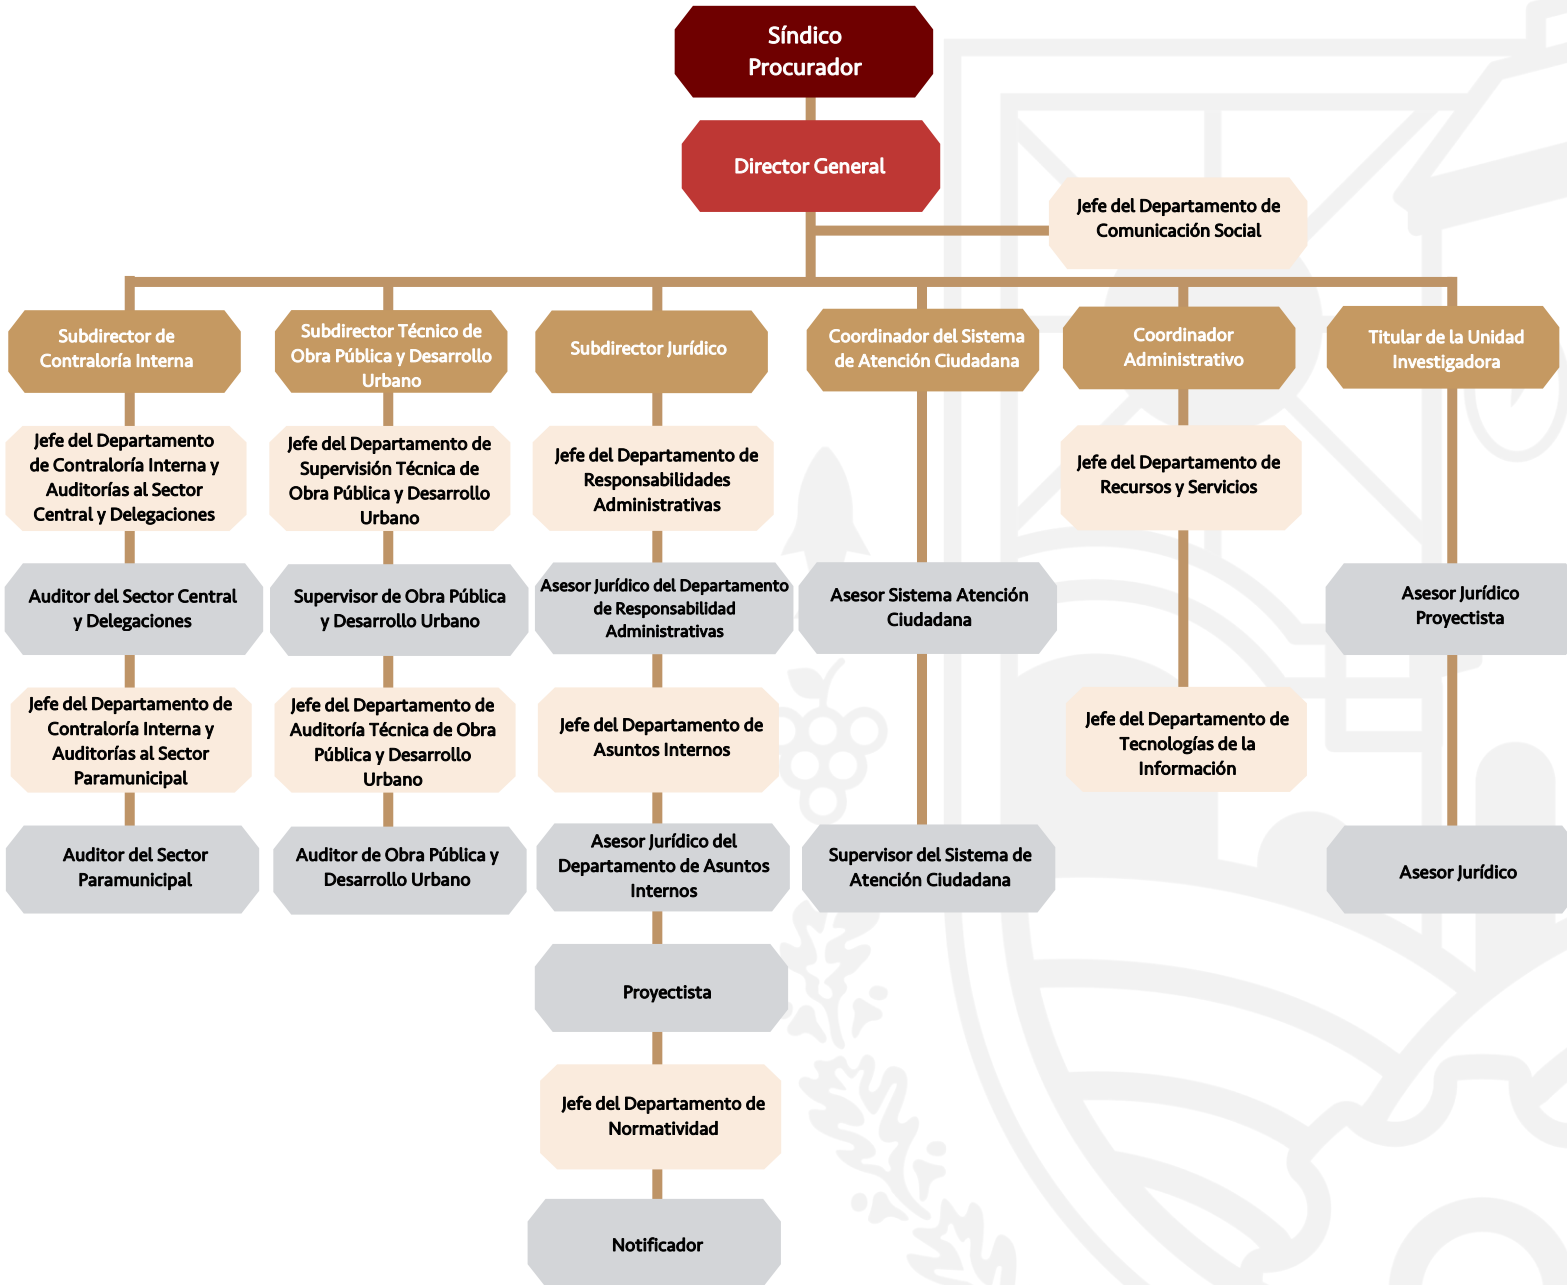 Síndico
Procurador
Director General
Jefe del Departamento de
Comunicación Social
Subdirector de
Contraloría Interna
Subdirector Técnico de
Obra Pública y Desarrollo
Urbano
Subdirector Jurídico
Coordinador del Sistema
de Atención Ciudadana
Coordinador
Administrativo
Titular de la Unidad
Investigadora
Jefe del Departamento
de Contraloría Interna y
Auditorías al Sector
Central y Delegaciones
Jefe del Departamento de
Supervisión Técnica de
Obra Pública y Desarrollo
Urbano
Jefe del Departamento de
Responsabilidades
Administrativas
Jefe del Departamento de
Recursos y Servicios
Auditor del Sector Central
y Delegaciones
Supervisor de Obra Pública
y Desarrollo Urbano
Asesor Jurídico del Departamento
de Responsabilidad
Administrativas
Asesor Sistema Atención
Ciudadana
Asesor Jurídico
Proyectista
Jefe del Departamento de
Contraloría Interna y
Auditorías al Sector
Paramunicipal
Jefe del Departamento de
Auditoría Técnica de Obra
Pública y Desarrollo
Urbano
Jefe del Departamento de
Asuntos Internos
Jefe del Departamento de
Tecnologías de la
Información
Auditor del Sector
Paramunicipal
Auditor de Obra Pública y
Desarrollo Urbano
Asesor Jurídico del
Departamento de Asuntos
Internos
Supervisor del Sistema de
Atención Ciudadana
Asesor Jurídico
Proyectista
Jefe del Departamento de
Normatividad
Notificador